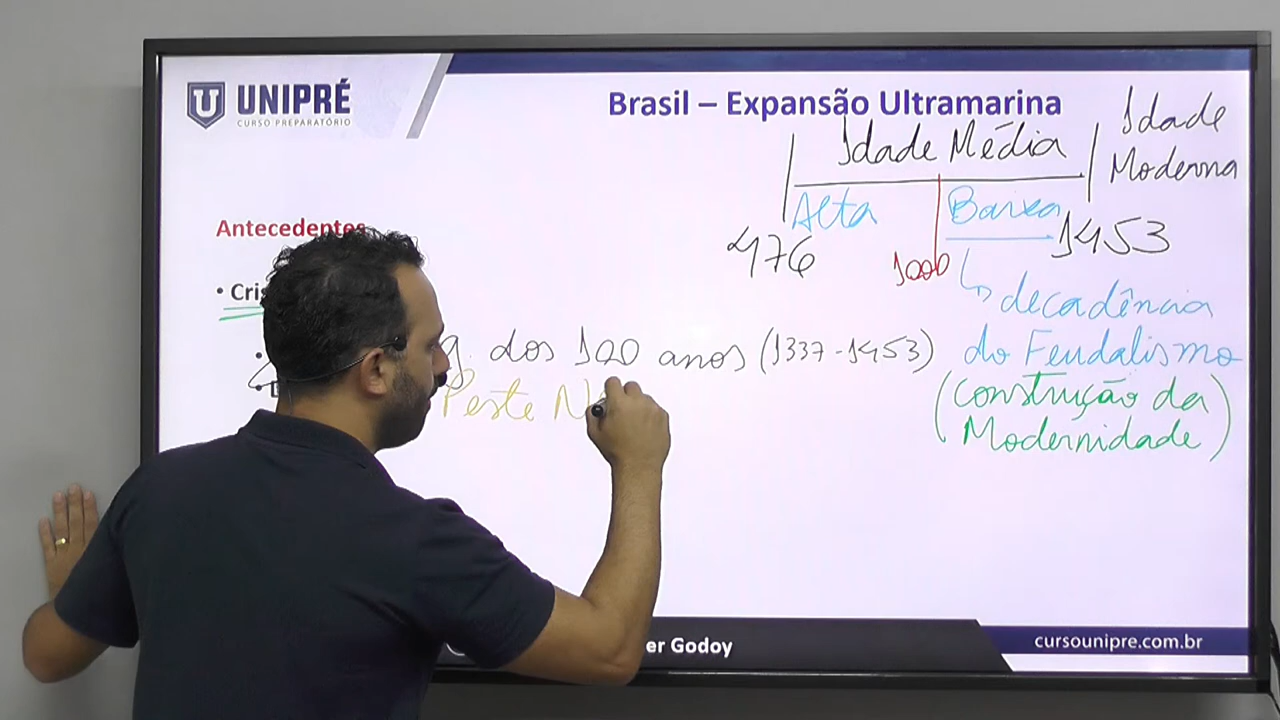 UNIPRÉ
CURSO PREPARATÓRIO
Brasil – Expansão Ultramarina
Idade Média
Idade
Moderna
Alta
Baixa
476
1000
1453
Antecedentes
• Cris
decadência
do Feudalismo
(construção da
Modernidade)
g. dos 100 anos (1337-1453)
Peste N
er Godoy
cursounipre.com.br